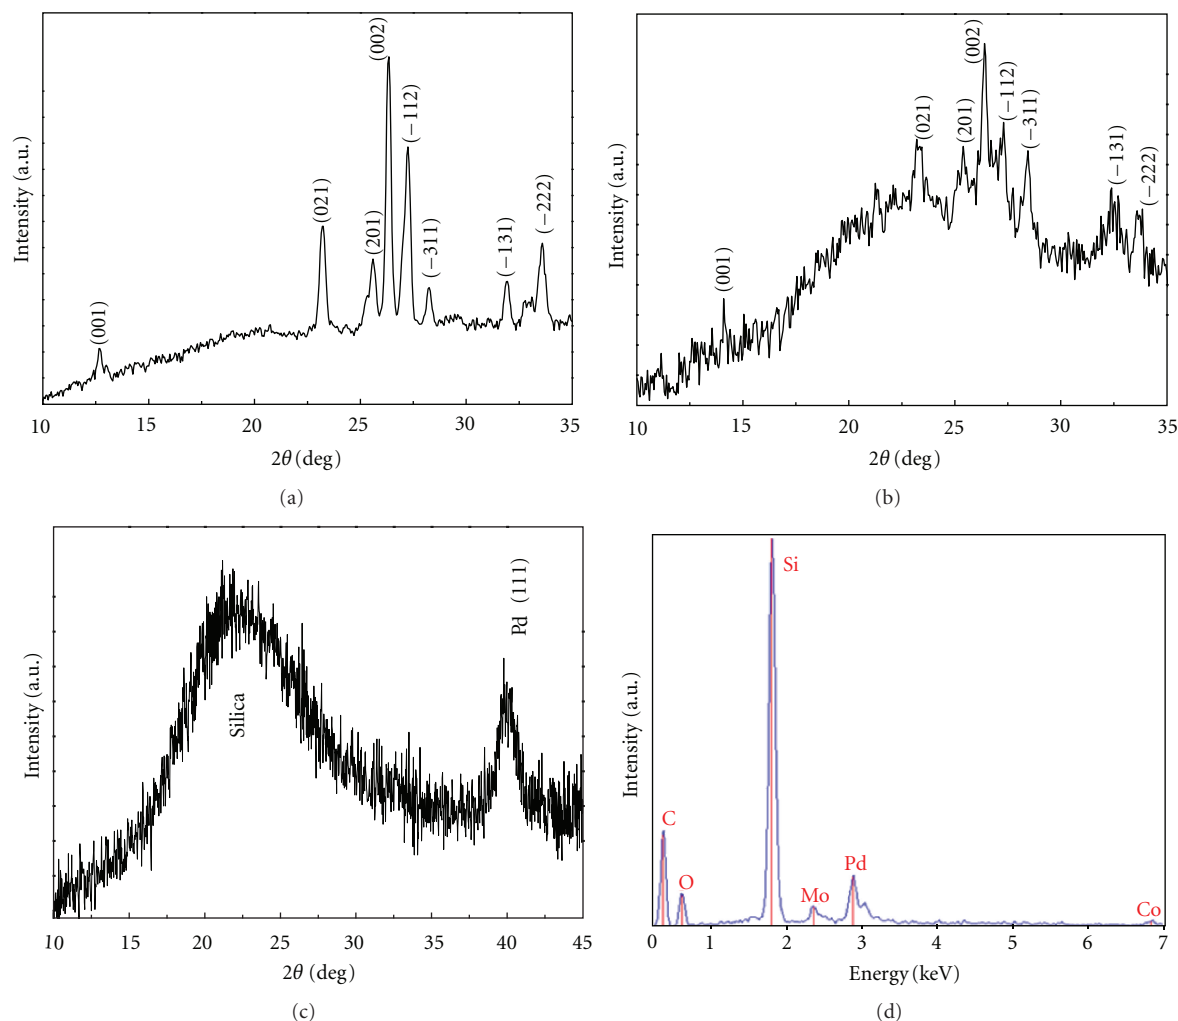 Intensity (a.u.)
(001)
(021)
(201)
(002)
(−112)
(−311)
(−131)
(−222)
10 15 20 25 30 35
2θ (deg)
(a)
Intensity (a.u.)
(001)
(021)
(201)
(002)
(−112)
(−311)
(−131)
(−222)
10 15 20 25 30 35
2θ (deg)
(b)
Intensity (a.u.)
Silica
Pd (111)
10 15 20 25 30 35 40 45
2θ (deg)
(c)
Intensity (a.u.)
C
O
Si
Mo
Pd
Co
0 1 2 3 4 5 6 7
Energy (keV)
(d)